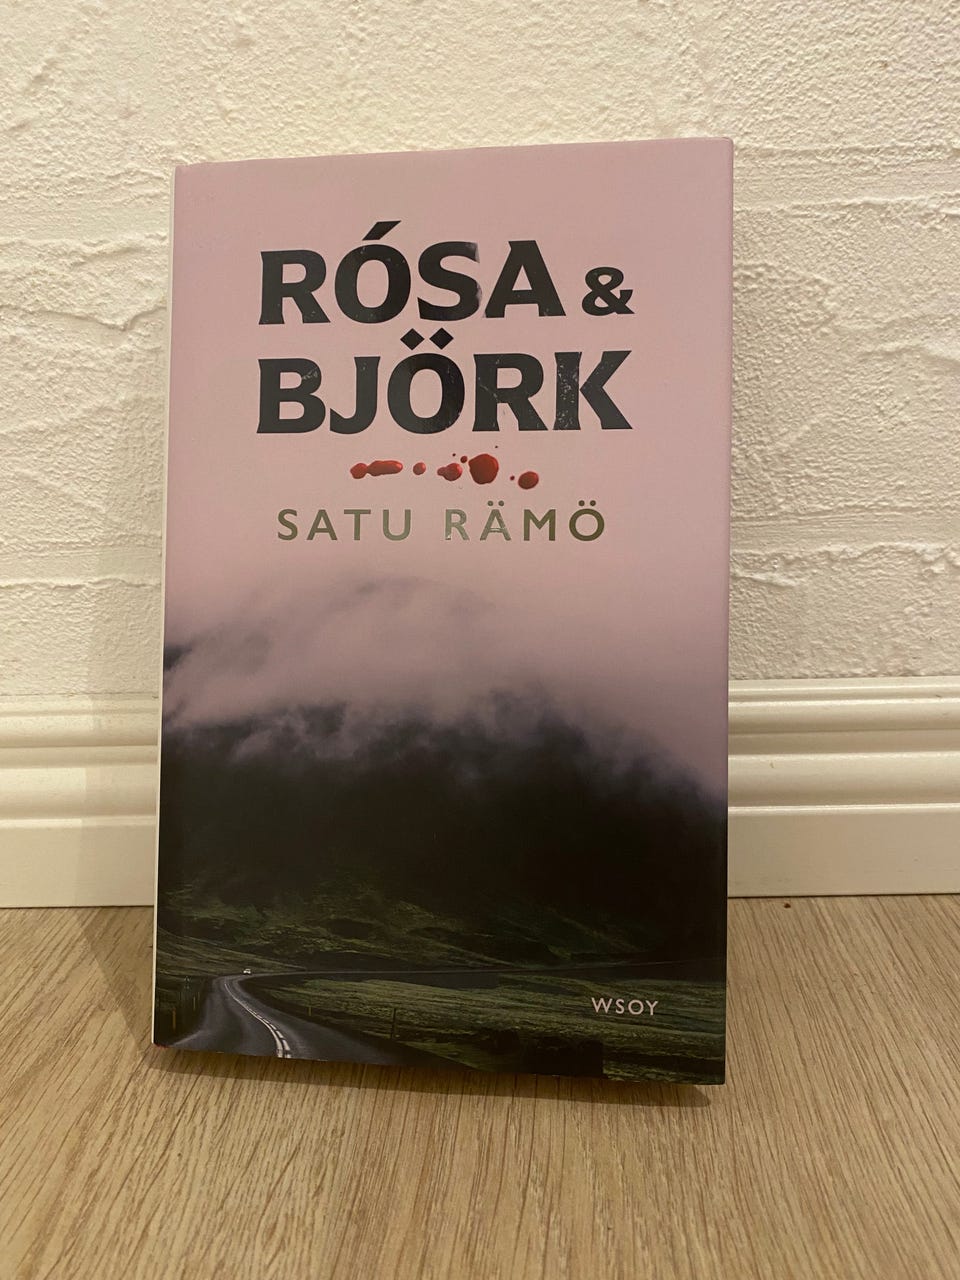 RÓSA &
BJÖRK
SATU RÄMÖ
WSOY